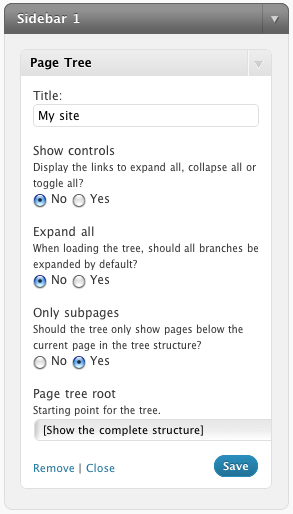 Sidebar 1
Page Tree
Title:
My site
Show controls
Display the links to expand all, collapse all or
toggle all?
No Yes
Expand all
When loading the tree, should all branches be
expanded by default?
No Yes
Only subpages
Should the tree only show pages below the
current page in the tree structure?
No Yes
Page tree root
Starting point for the tree.
[Show the complete structure]
Remove | Close Save